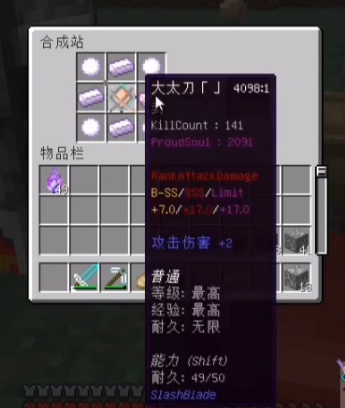 合成站
大太刀「」 4098:1
KillCount : 141
ProudSoul : 2091
物品栏
RankAttackDamage
B-SS/SSS/Limit
+7.0/+17.0/+17.0
攻击伤害 +2
普通
等级: 最高
经验: 最高
耐久: 无限
能力 (Shift)
耐久: 49/50
SlashBlade